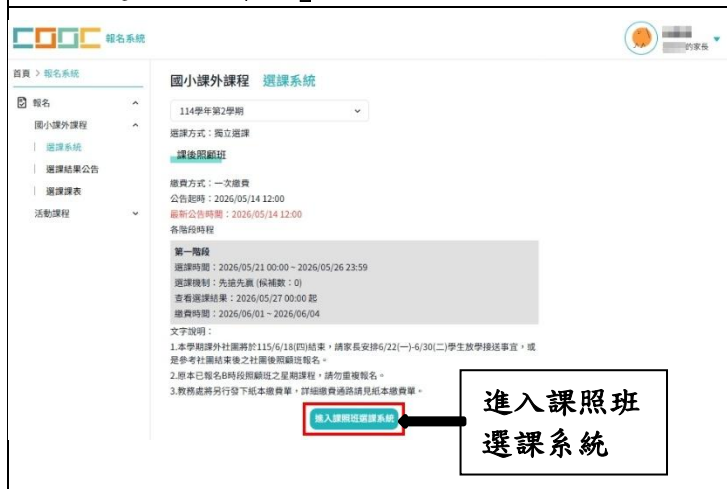 COOC 報名系統
的家長
首頁 > 報名系統
報名
國小課外課程
選課系統
選課結果公告
選課課表
活動課程
國小課外課程 選課系統
114學年第2學期
選課方式：獨立選課
課後照顧班
繳費方式：一次繳費
公告起時：2026/05/14 12:00
最新公告時間：2026/05/14 12:00
各階段時程
第一階段
選課時間：2026/05/21 00:00 ~ 2026/05/26 23:59
選課機制：先搶先贏 (候補數：0)
查看選課結果：2026/05/27 00:00 起
繳費時間：2026/06/01 ~ 2026/06/04
文字說明：
1.本學期課外社團將於115/6/18(四)結束，請家長安排6/22(一)-6/30(二)學生放學接送事宜，或
是參考社團結束後之社團後照顧班報名。
2.原本已報名B時段照顧班之星期課程，請勿重複報名。
3.教務處將另行發下紙本繳費單，詳細繳費通路請見紙本繳費單。
進入課照班選課系統
進入課照班
選課系統